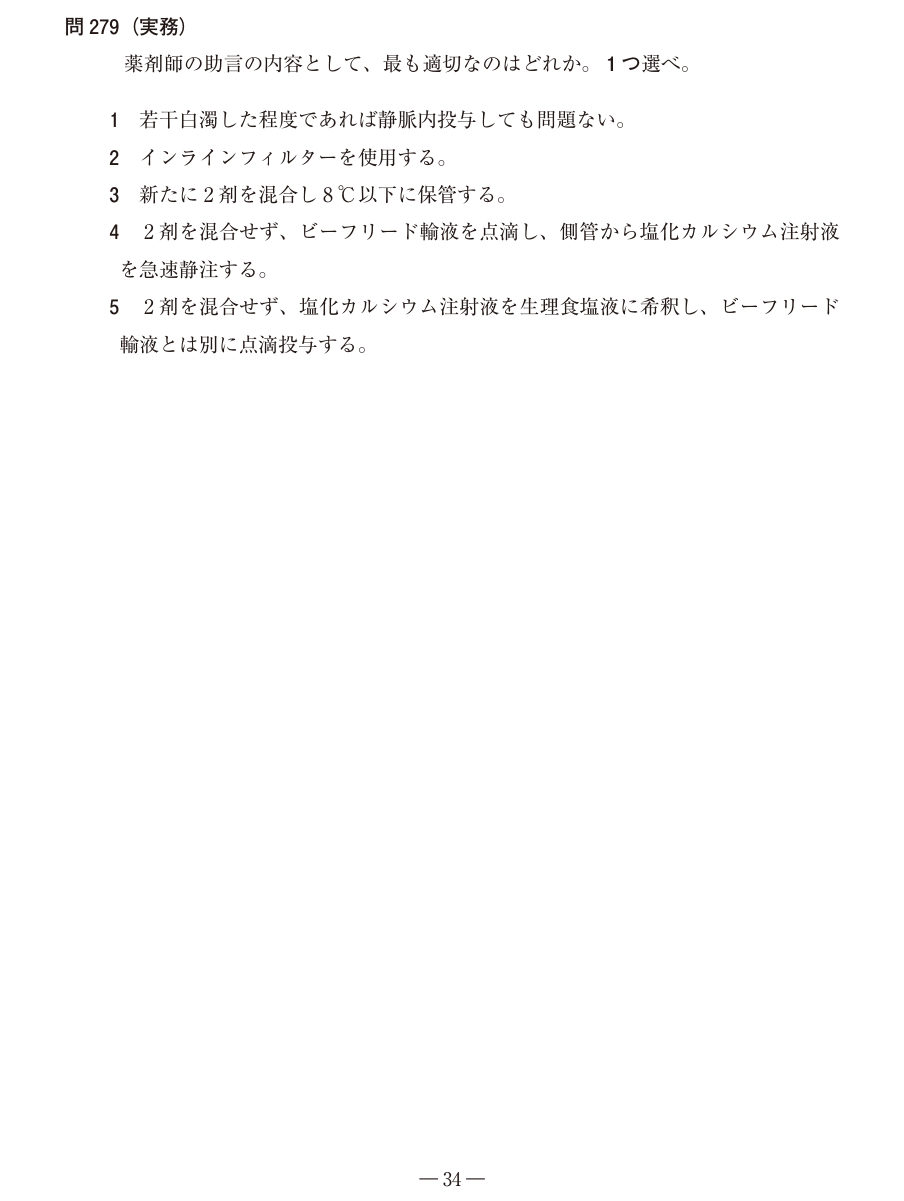 問 279（実務）
薬剤師の助言の内容として、最も適切なのはどれか。１つ選べ。
1 若干白濁した程度であれば静脈内投与しても問題ない。
2 インラインフィルターを使用する。
3 新たに２剤を混合し８℃以下に保管する。
4 ２剤を混合せず、ビーフリード輸液を点滴し、側管から塩化カルシウム注射液
を急速静注する。
5 ２剤を混合せず、塩化カルシウム注射液を生理食塩液に希釈し、ビーフリード
輸液とは別に点滴投与する。
― 34 ―